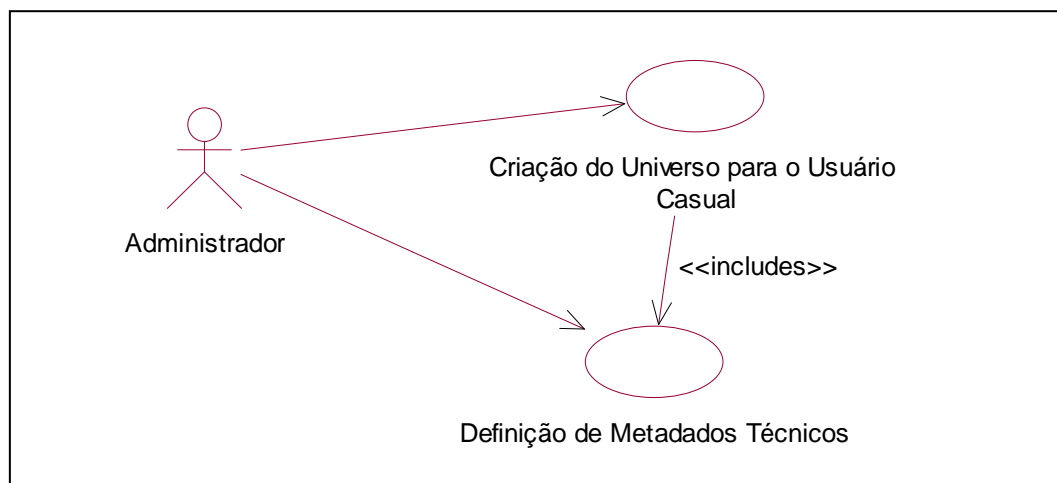 Criação do Universo para o Usuário
Casual
Administrador
<<includes>>
Definição de Metadados Técnicos